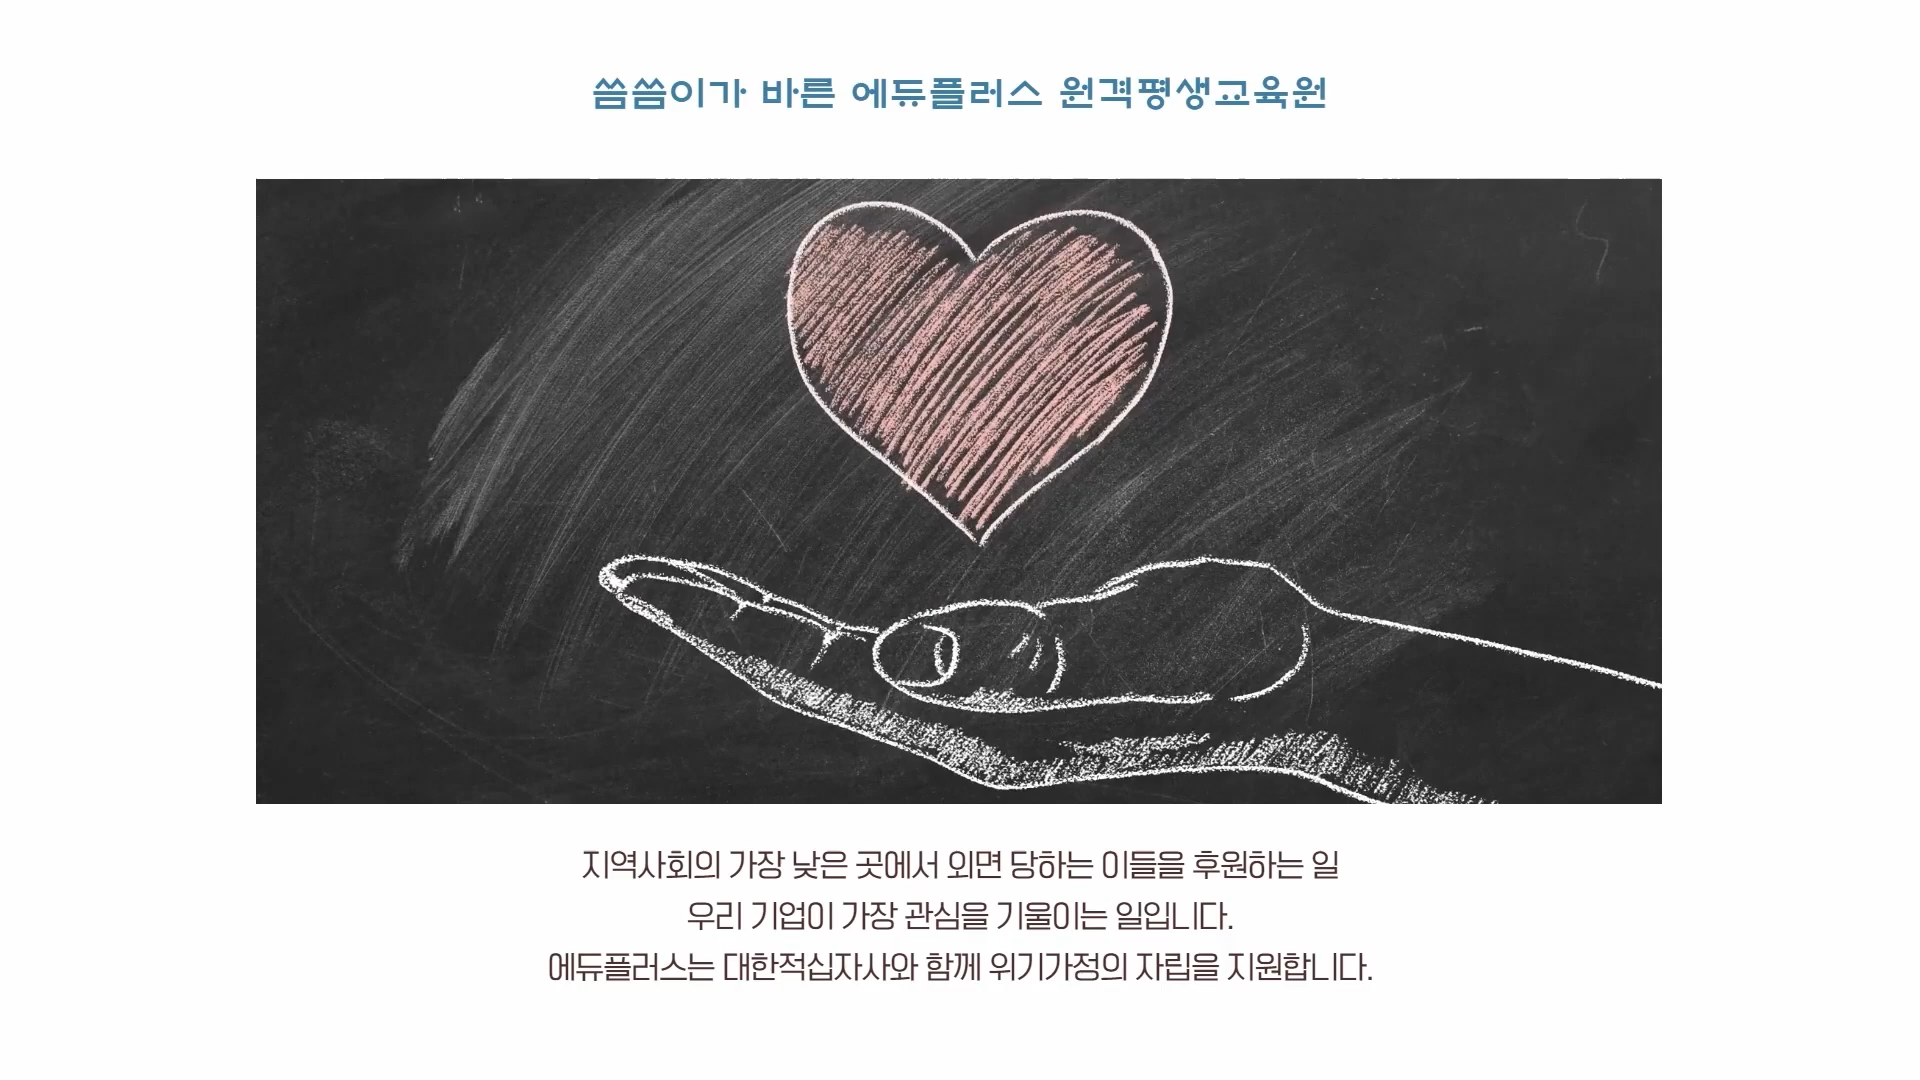 씀씀이가 바른 에듀플러스 원격평생교육원
지역사회의 가장 낮은 곳에서 외면 당하는 이들을 후원하는 일
우리 기업이 가장 관심을 기울이는 일입니다.
에듀플러스는 대한적십자사와 함께 위기가정의 자립을 지원합니다.